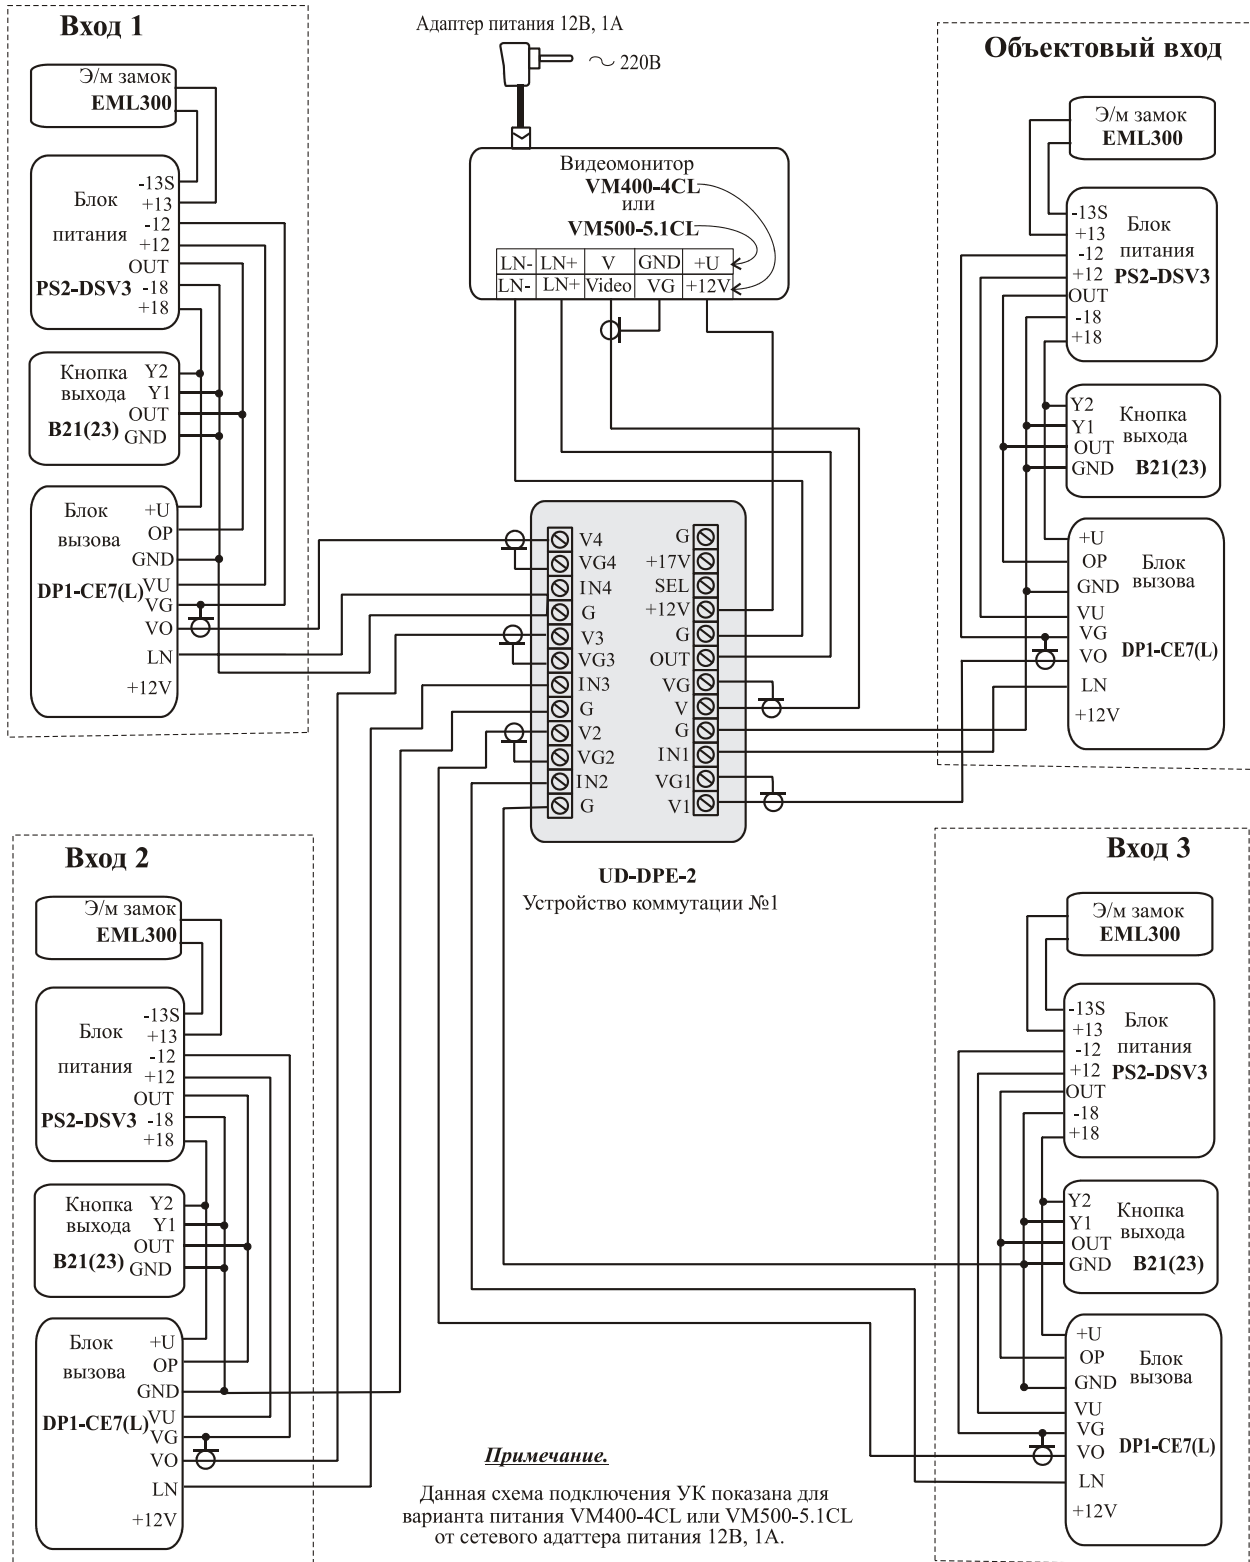 Вход 1
Э/м замок
EML300
Блок
питания
PS2-DSV3
-13S
+13
-12
+12
OUT
-18
+18
Кнопка
выхода
B21(23)
Y2
Y1
OUT
GND
Блок
вызова
DP1-CE7(L)
+U
OP
GND
VU
VG
VO
LN
+12V
Адаптер питания 12В, 1А
~ 220В
Видеомонитор
VM400-4CL
или
VM500-5.1CL
LN- LN+ V GND +U
LN- LN+ Video VG +12V
Объектовый вход
Э/м замок
EML300
-13S
+13
-12
+12
OUT
-18
+18
Блок
питания
PS2-DSV3
Y2
Y1
OUT
GND
Кнопка
выхода
B21(23)
+U
OP
GND
VU
VG
VO
LN
+12V
Блок
вызова
DP1-CE7(L)
V4
VG4
IN4
G
V3
VG3
IN3
G
V2
VG2
IN2
G
G
+17V
SEL
+12V
G
OUT
VG
V
G
IN1
VG1
V1
UD-DPE-2
Устройство коммутации №1
Вход 2
Э/м замок
EML300
Блок
питания
PS2-DSV3
-13S
+13
-12
+12
OUT
-18
+18
Кнопка
выхода
B21(23)
Y2
Y1
OUT
GND
Блок
вызова
DP1-CE7(L)
+U
OP
GND
VU
VG
VO
LN
+12V
Вход 3
Э/м замок
EML300
-13S
+13
-12
+12
OUT
-18
+18
Блок
питания
PS2-DSV3
Y2
Y1
OUT
GND
Кнопка
выхода
B21(23)
+U
OP
GND
VU
VG
VO
LN
+12V
Блок
вызова
DP1-CE7(L)
Примечание.
Данная схема подключения УК показана для
варианта питания VM400-4CL или VM500-5.1CL
от сетевого адаттера питания 12В, 1А.